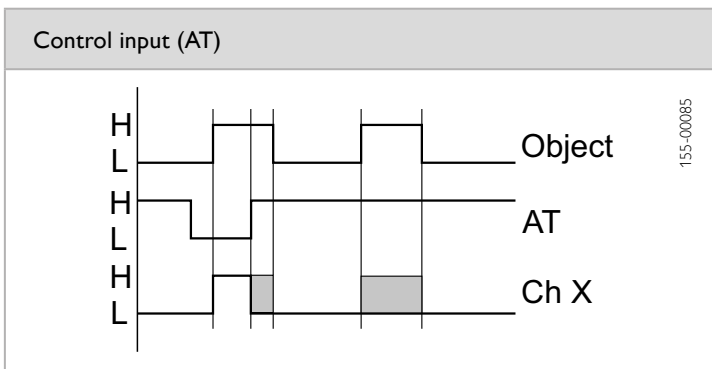 Control input (AT)
155-00085
H
L
Object
H
L
AT
H
L
Ch X